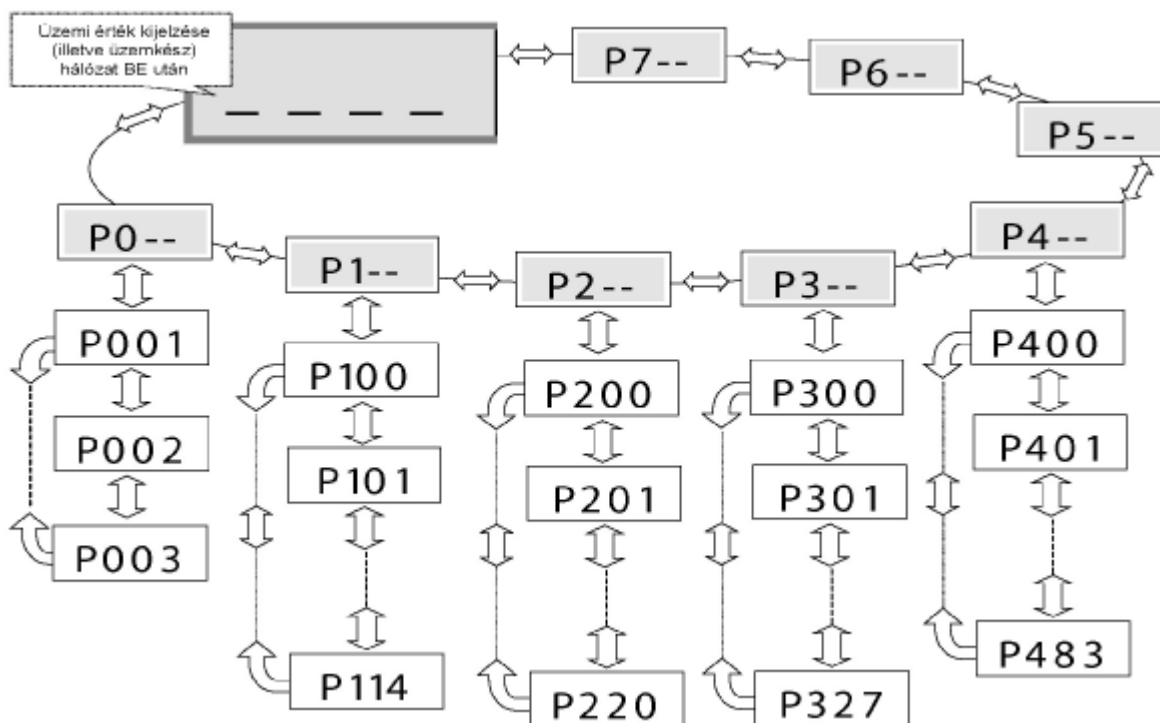 Üzemi érték kijelzése
(illetve üzemkész)
hálózat BE után
_ _ _ _
P7--
P6--
P5--
P0--
P1--
P2--
P3--
P4--
P001
P100
P200
P300
P400
P002
P101
P201
P301
P401
P003
P114
P220
P327
P483